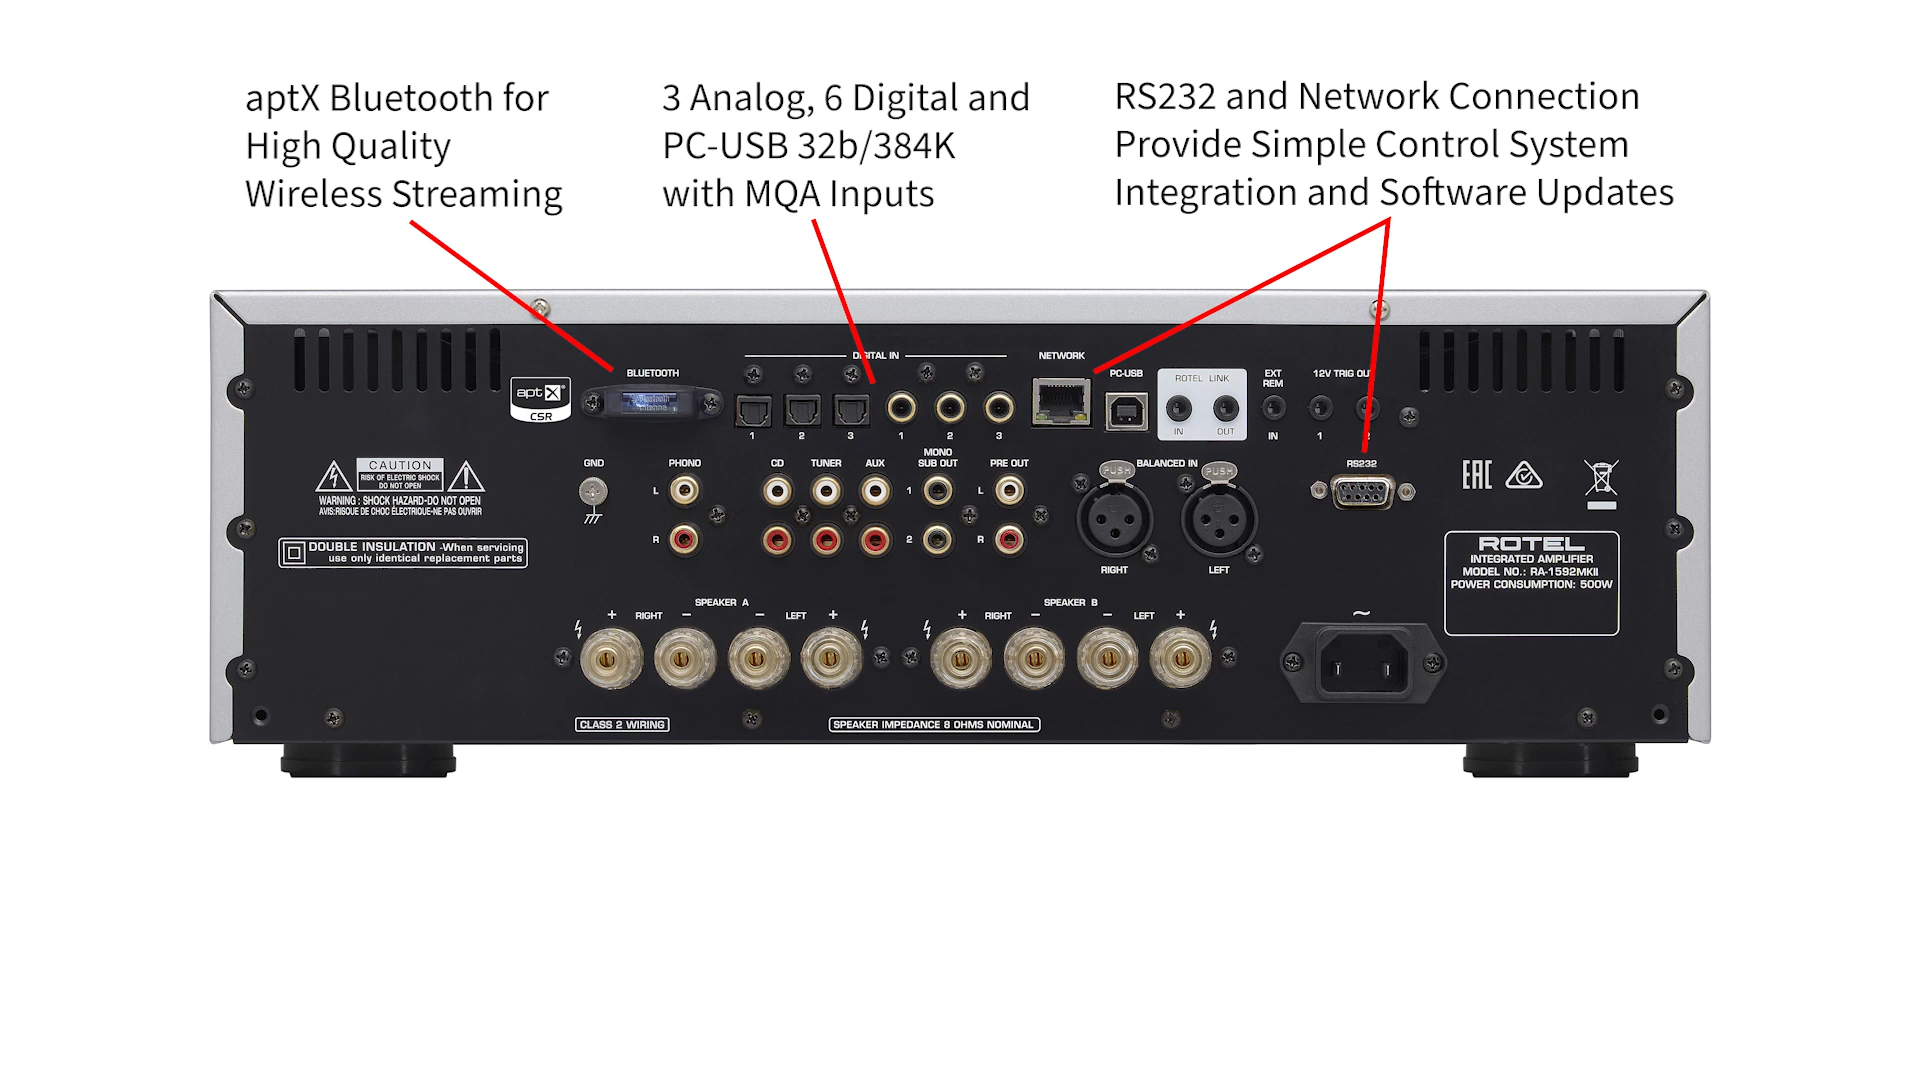 aptX Bluetooth for
High Quality
Wireless Streaming
3 Analog, 6 Digital and
PC-USB 32b/384K
with MQA Inputs
RS232 and Network Connection
Provide Simple Control System
Integration and Software Updates
aptX®
CSR
BLUETOOTH
DIGITAL IN
1 2 3 1 2 3
NETWORK
PC-USB
ROTEL LINK
IN OUT
EXT
REM
IN
12V TRIG OUT
1 2
CAUTION
RISK OF ELECTRIC SHOCK
DO NOT OPEN
WARNING : SHOCK HAZARD-DO NOT OPEN
AVIS:RISQUE DE CHOC ÉLECTRIQUE-NE PAS OUVRIR
DOUBLE INSULATION -When servicing
use only identical replacement parts
GND
PHONO
L
R
CD TUNER AUX
MONO
SUB OUT
1
2
PRE OUT
L
R
BALANCED IN
PUSH PUSH
RIGHT LEFT
RS232
EAC
ROTEL
INTEGRATED AMPLIFIER
MODEL NO.: RA-1592MKII
POWER CONSUMPTION: 500W
SPEAKER A
+ RIGHT − − LEFT +
SPEAKER B
+ RIGHT − − LEFT +
~
CLASS 2 WIRING
SPEAKER IMPEDANCE 8 OHMS NOMINAL